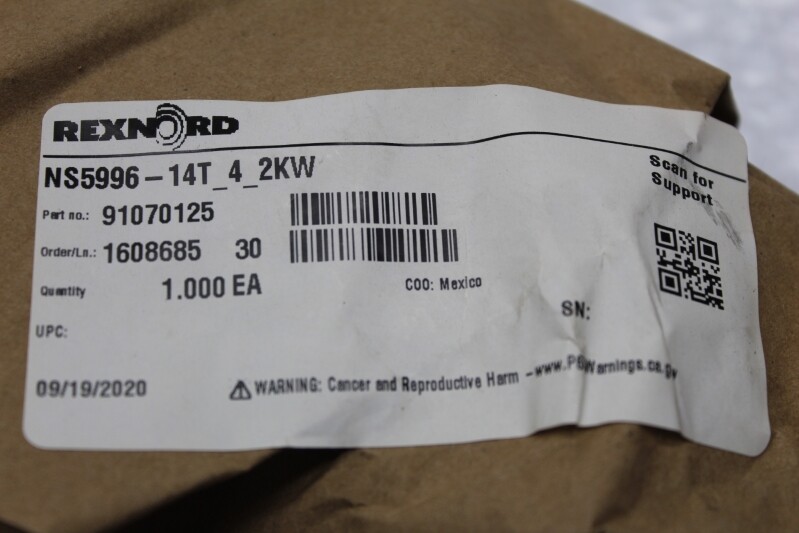 REXNORD
NS5996-14T_4_2KW
Scan for
Support
Part no.: 91070125
Order/Ln.: 1608685 30
Quantity 1.000 EA
COO: Mexico
SN:
UPC:
09/19/2020
⚠ WARNING: Cancer and Reproductive Harm -www.P65Warnings.ca.gov